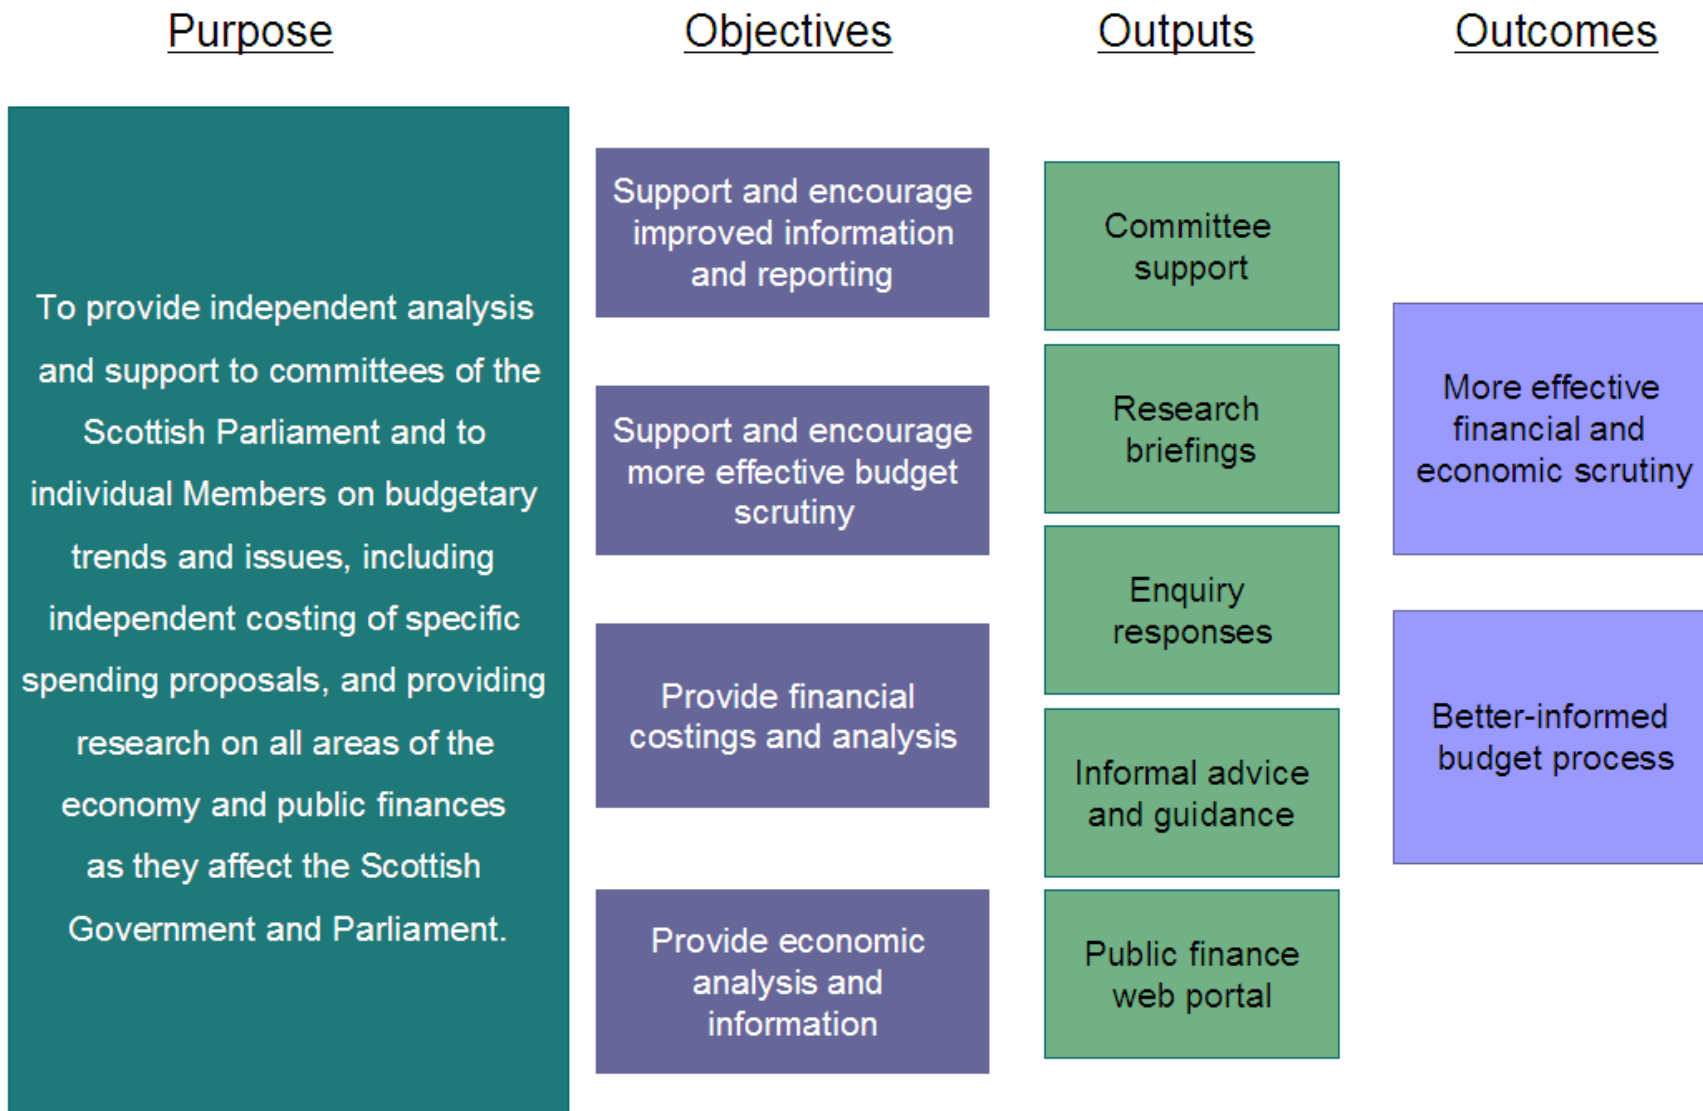 Purpose
Objectives
Outputs
Outcomes
To provide independent analysis
and support to committees of the
Scottish Parliament and to
individual Members on budgetary
trends and issues, including
independent costing of specific
spending proposals, and providing
research on all areas of the
economy and public finances
as they affect the Scottish
Government and Parliament.
Support and encourage
improved information
and reporting
Support and encourage
more effective budget
scrutiny
Provide financial
costings and analysis
Provide economic
analysis and
information
Committee
support
Research
briefings
Enquiry
responses
Informal advice
and guidance
Public finance
web portal
More effective
financial and
economic scrutiny
Better-informed
budget process